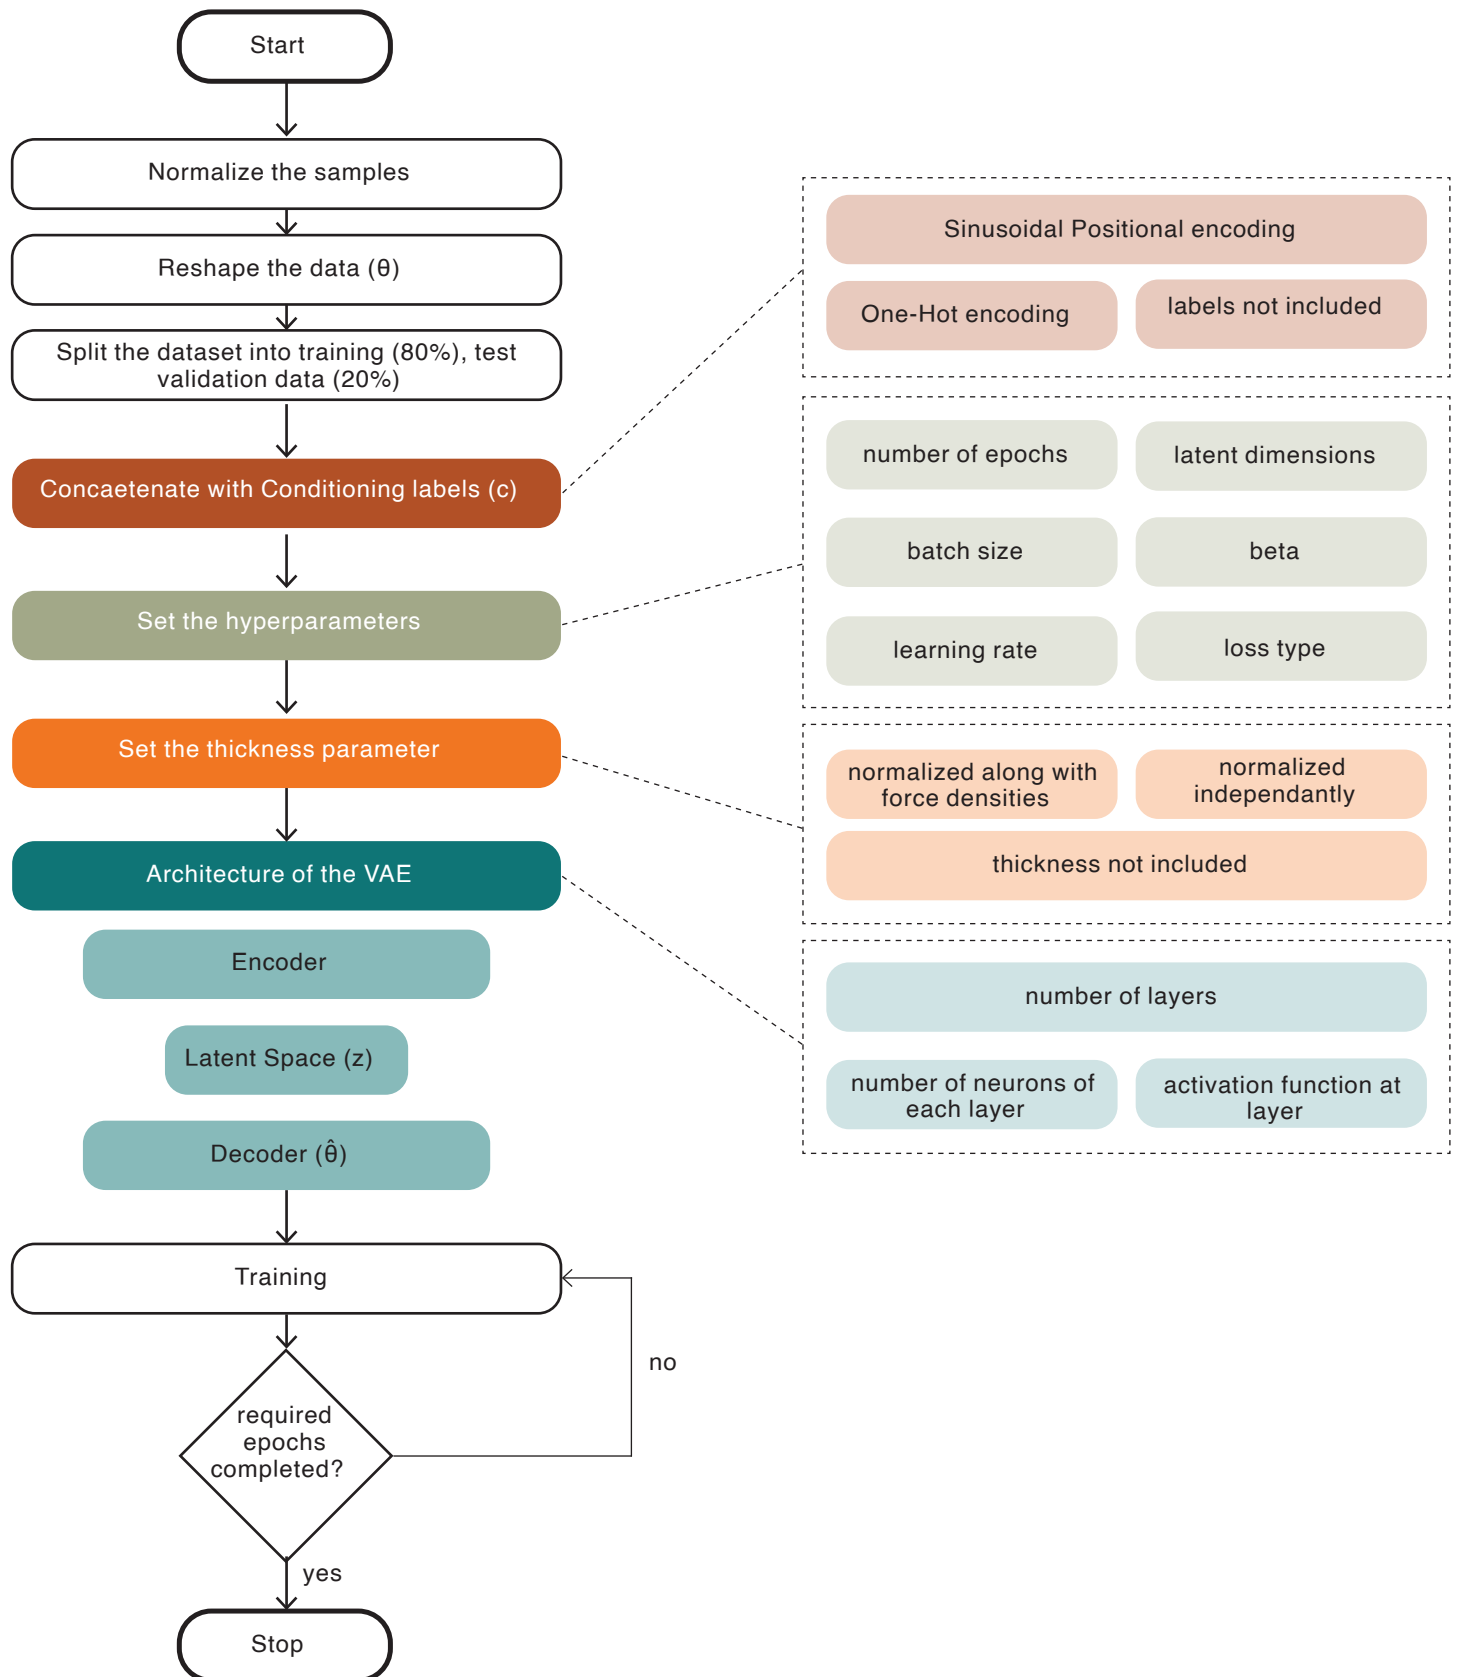 Start
Normalize the samples
Reshape the data (θ)
Split the dataset into training (80%), test
validation data (20%)
Concaetenate with Conditioning labels (c)
Set the hyperparameters
Set the thickness parameter
Architecture of the VAE
Encoder
Latent Space (z)
Decoder (θ̂)
Training
no
required
epochs
completed?
yes
Stop
Sinusoidal Positional encoding
One-Hot encoding
labels not included
number of epochs
latent dimensions
batch size
beta
learning rate
loss type
normalized along with
force densities
normalized
independantly
thickness not included
number of layers
number of neurons of
each layer
activation function at
layer